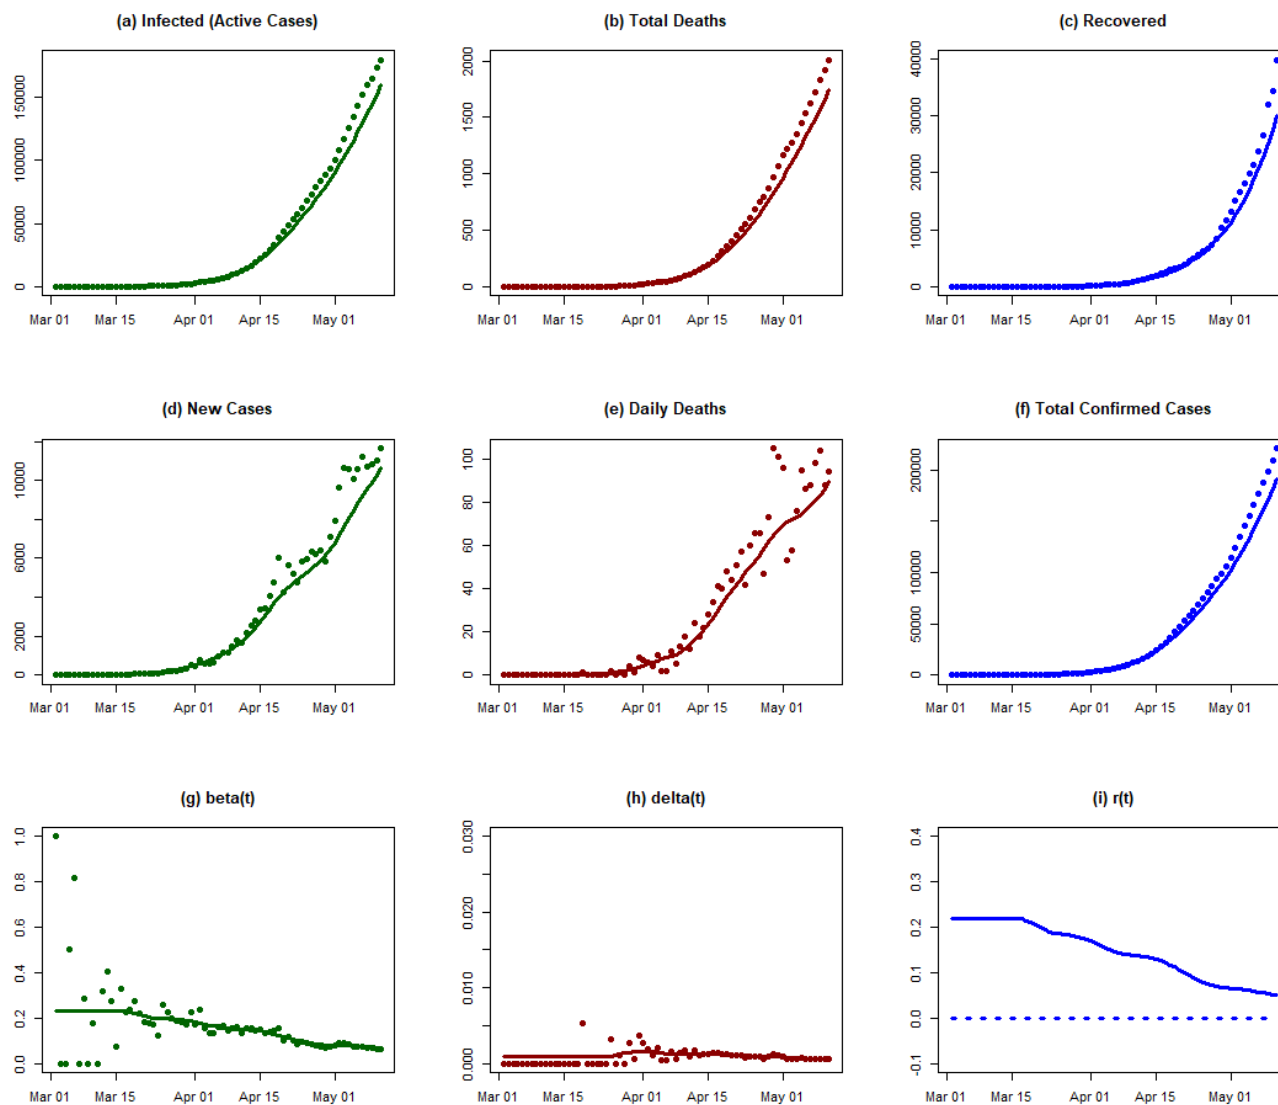 (a) Infected (Active Cases)
150000
100000
50000
0
Mar 01 Mar 15 Apr 01 Apr 15 May 01
(b) Total Deaths
2000
1500
1000
500
0
Mar 01 Mar 15 Apr 01 Apr 15 May 01
(c) Recovered
40000
30000
20000
10000
0
Mar 01 Mar 15 Apr 01 Apr 15 May 01
(d) New Cases
10000
6000
2000
0
Mar 01 Mar 15 Apr 01 Apr 15 May 01
(e) Daily Deaths
100
80
60
40
20
0
Mar 01 Mar 15 Apr 01 Apr 15 May 01
(f) Total Confirmed Cases
200000
100000
50000
0
Mar 01 Mar 15 Apr 01 Apr 15 May 01
(g) beta(t)
1.0
0.8
0.6
0.4
0.2
0.0
Mar 01 Mar 15 Apr 01 Apr 15 May 01
(h) delta(t)
0.030
0.020
0.010
0.000
Mar 01 Mar 15 Apr 01 Apr 15 May 01
(i) r(t)
0.4
0.3
0.2
0.1
0.0
-0.1
Mar 01 Mar 15 Apr 01 Apr 15 May 01